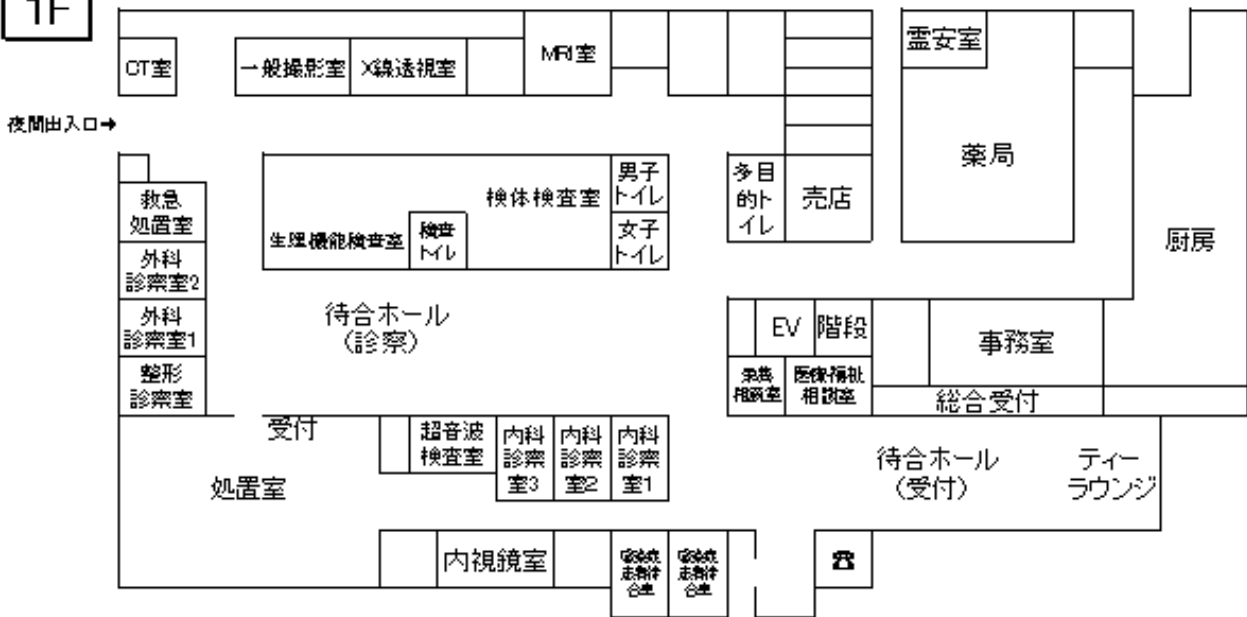 1F
CT室
一般撮影室
X線透視室
MRI室
霊安室
夜間出入口→
薬局
救急
処置室
生理機能検査室
検査
トイレ
検体検査室
男子
トイレ
女子
トイレ
多目
的ト
イレ
売店
厨房
外科
診察室2
外科
診察室1
整形
診察室
待合ホール
(診察)
EV
階段
事務室
相談室
医療福祉
相談室
総合受付
受付
処置室
超音波
検査室
内科
診察
室3
内科
診察
室2
内科
診察
室1
待合ホール
(受付)
ティー
ラウンジ
内視鏡室
☎